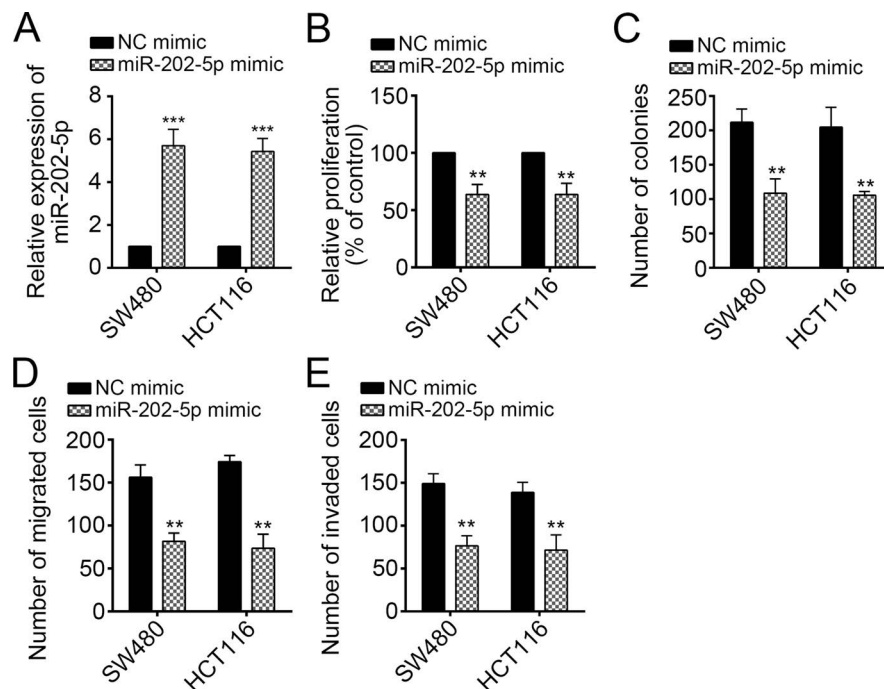 A
NC mimic
miR-202-5p mimic
Relative expression of
miR-202-5p
8
6
4
2
0
***
***
SW480
HCT116
B
NC mimic
miR-202-5p mimic
Relative proliferation
(% of control)
150
100
50
0
**
**
SW480
HCT116
C
NC mimic
miR-202-5p mimic
Number of colonies
250
200
150
100
50
0
**
**
SW480
HCT116
D
NC mimic
miR-202-5p mimic
Number of migrated cells
200
150
100
50
0
**
**
SW480
HCT116
E
NC mimic
miR-202-5p mimic
Number of invaded cells
200
150
100
50
0
**
**
SW480
HCT116